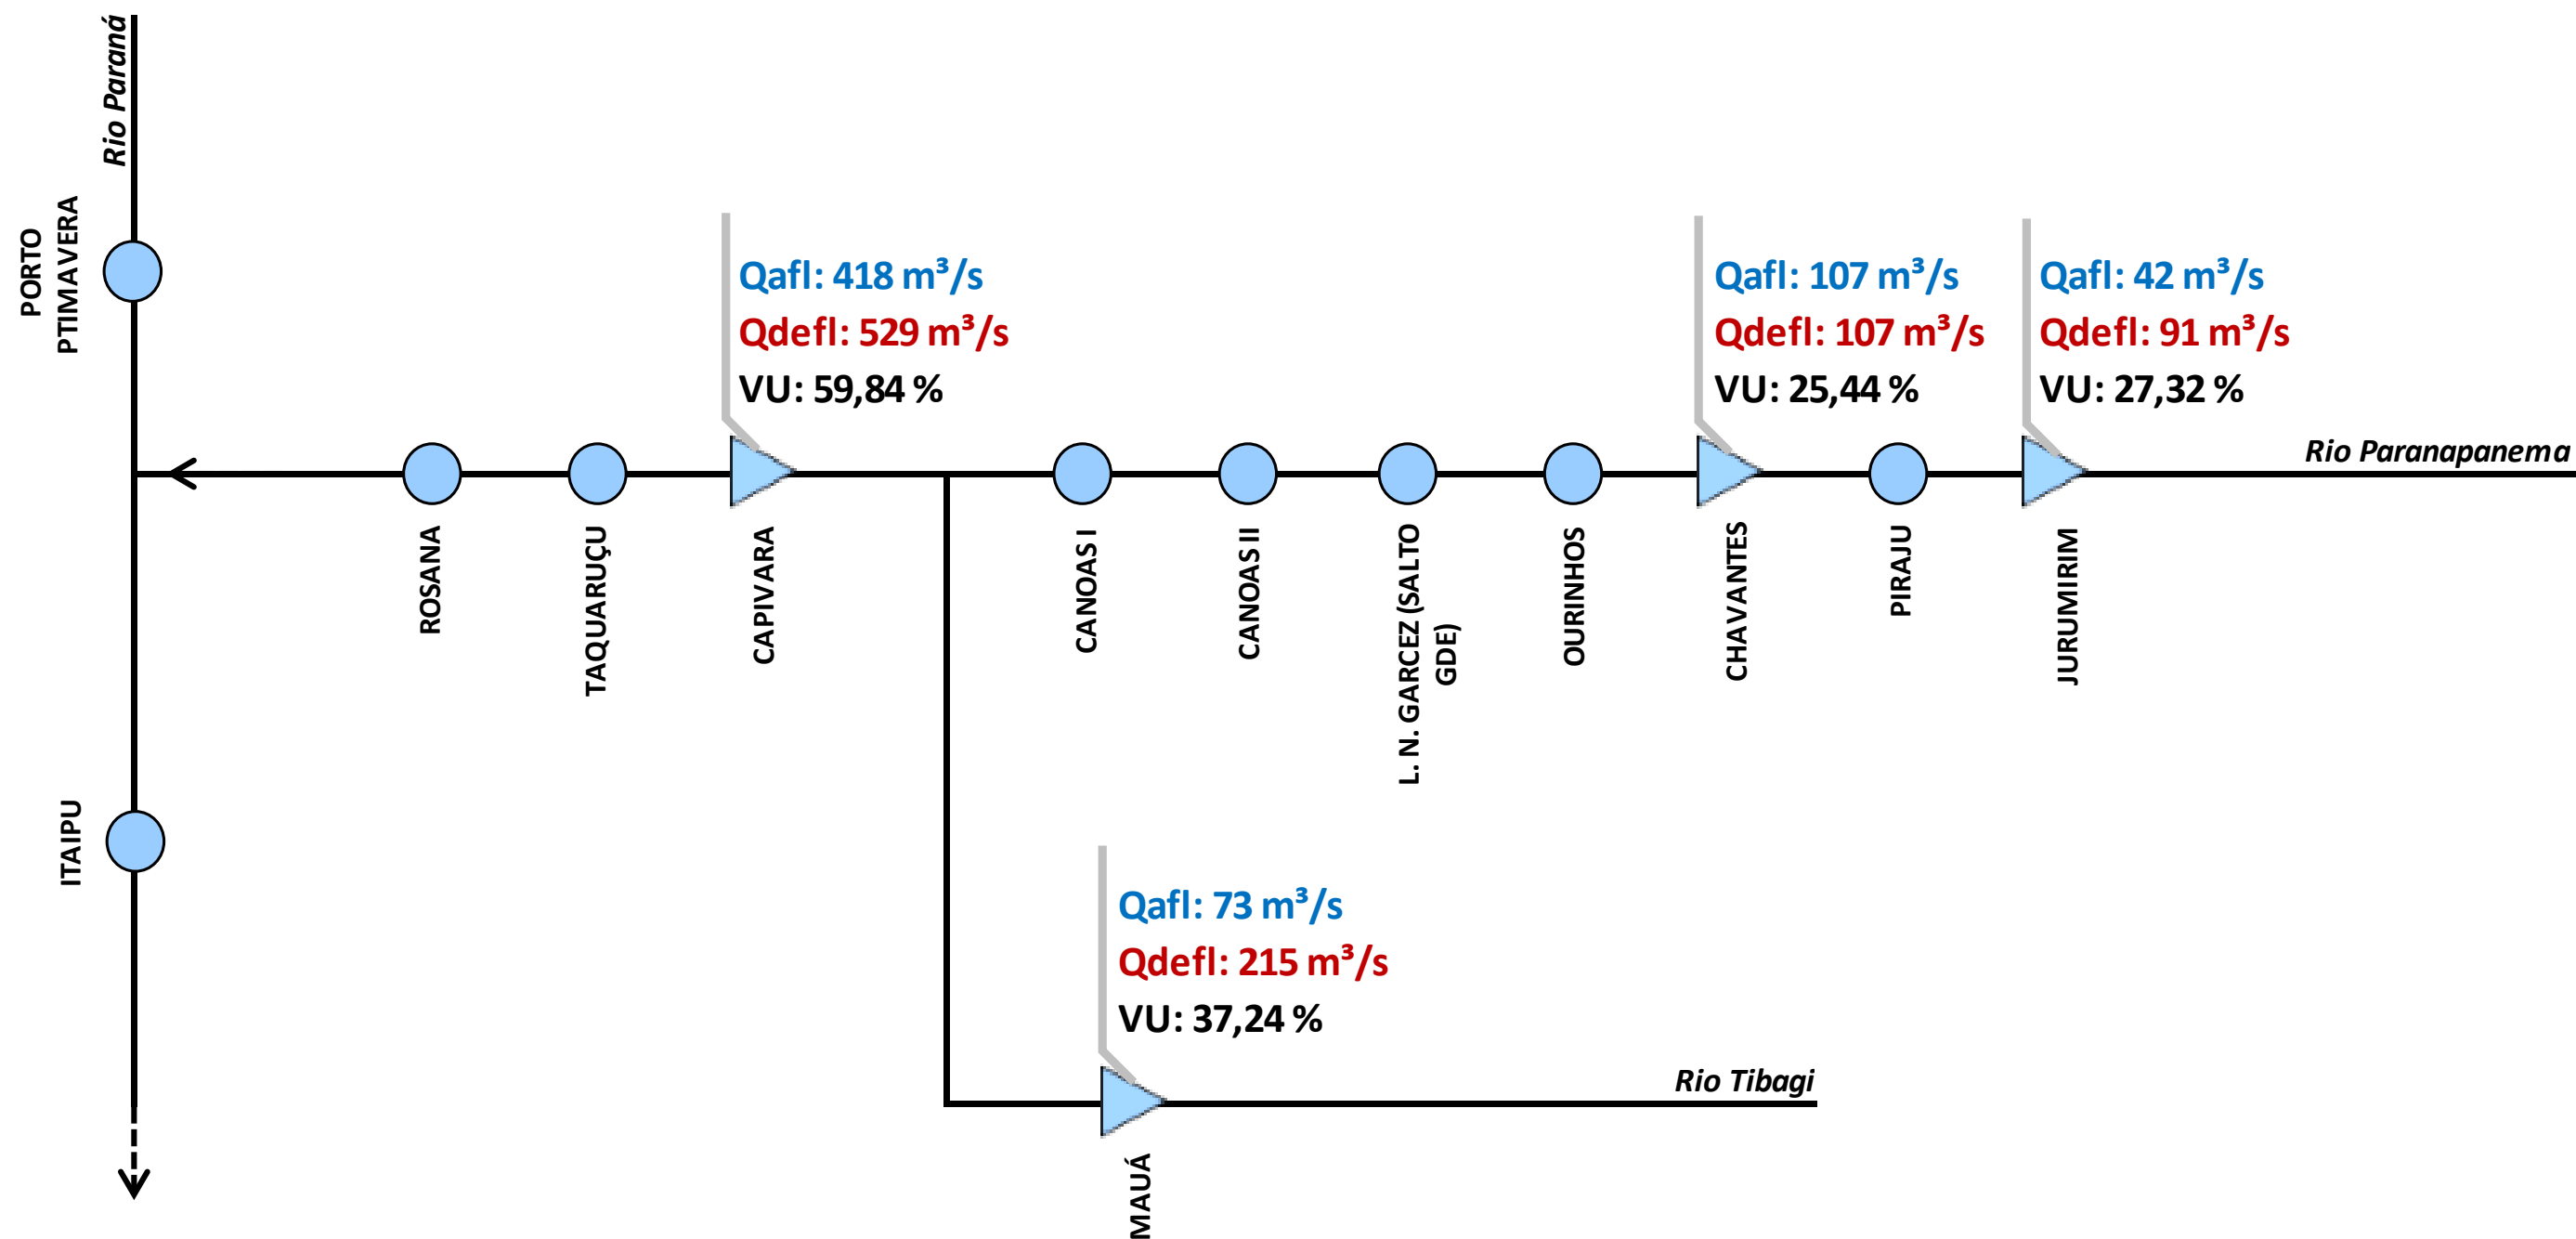 Rio Paraná
PORTO
PTIMAVERA
Qafl: 418 m³/s
Qdefl: 529 m³/s
VU: 59,84 %
Qafl: 107 m³/s
Qdefl: 107 m³/s
VU: 25,44 %
Qafl: 42 m³/s
Qdefl: 91 m³/s
VU: 27,32 %
Rio Paranapanema
ROSANA
TAQUARUÇU
CAPIVARA
CANOAS I
CANOAS II
L. N. GARCEZ (SALTO
GDE)
OURINHOS
CHAVANTES
PIRAJU
JURUMIRIM
ITAIPU
Qafl: 73 m³/s
Qdefl: 215 m³/s
VU: 37,24 %
Rio Tibagi
MAUÁ